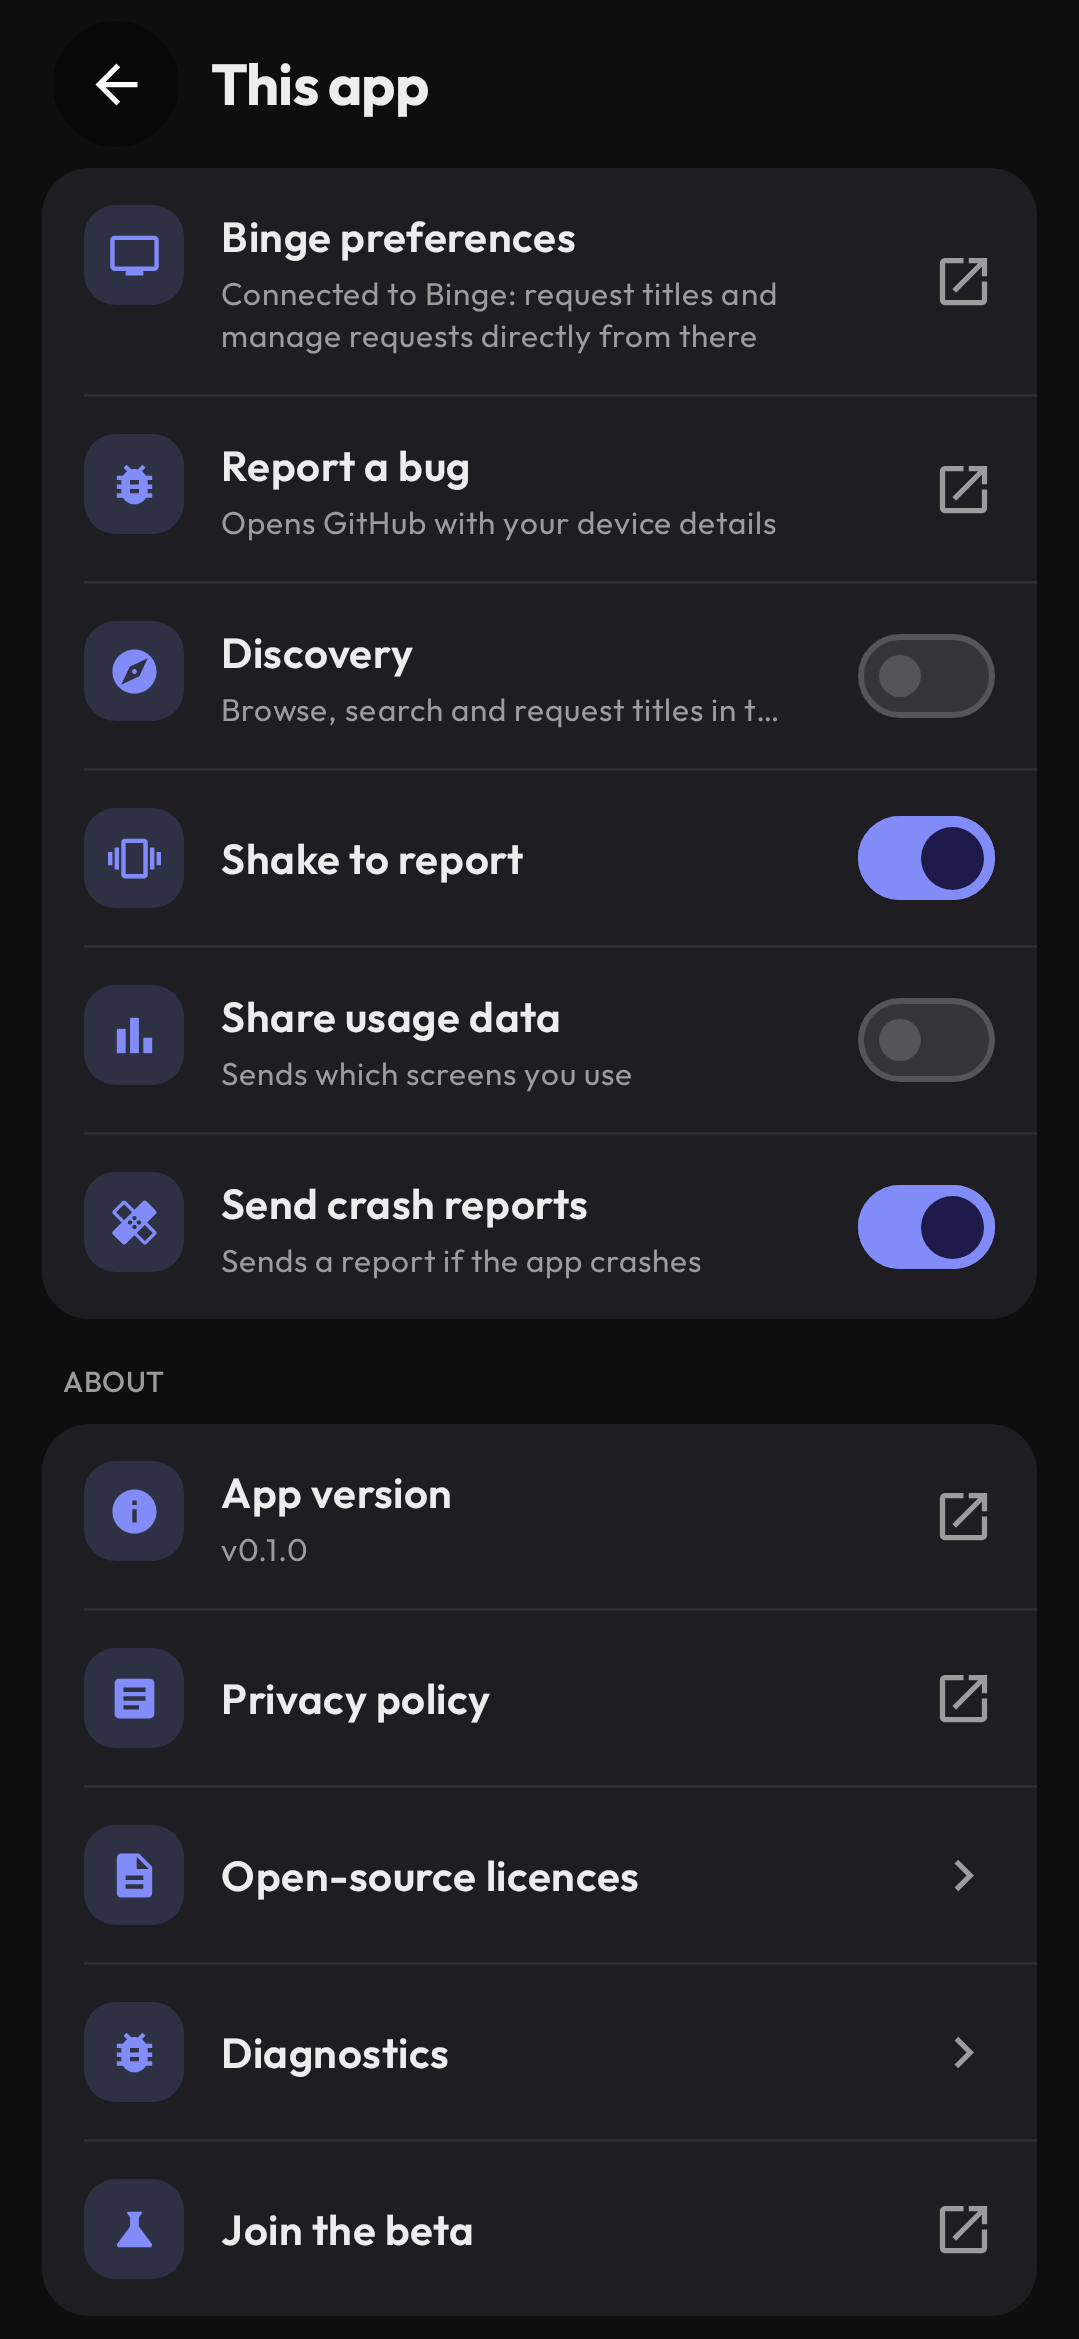 This app
Binge preferences
Connected to Binge: request titles and
manage requests directly from there
Report a bug
Opens GitHub with your device details
Discovery
Browse, search and request titles in t...
Shake to report
Share usage data
Sends which screens you use
Send crash reports
Sends a report if the app crashes
ABOUT
App version
v0.1.0
Privacy policy
Open-source licences
Diagnostics
Join the beta